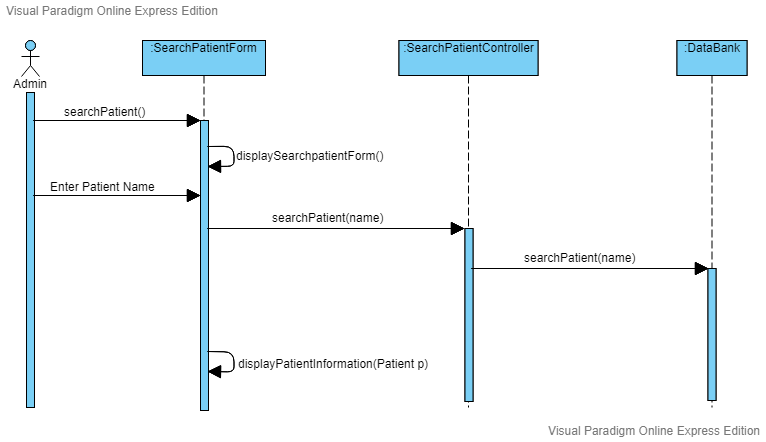 Visual Paradigm Online Express Edition
:SearchPatientForm
:SearchPatientController
:DataBank
Admin
searchPatient()
displaySearchpatientForm()
Enter Patient Name
searchPatient(name)
searchPatient(name)
displayPatientInformation(Patient p)
Visual Paradigm Online Express Edition